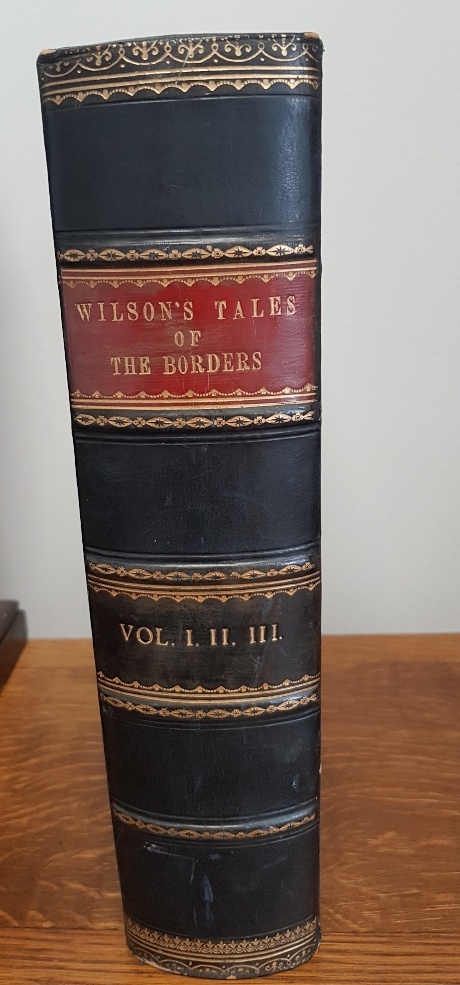 WILSON'S TALES
OF
THE BORDERS
VOL. I. II. III.